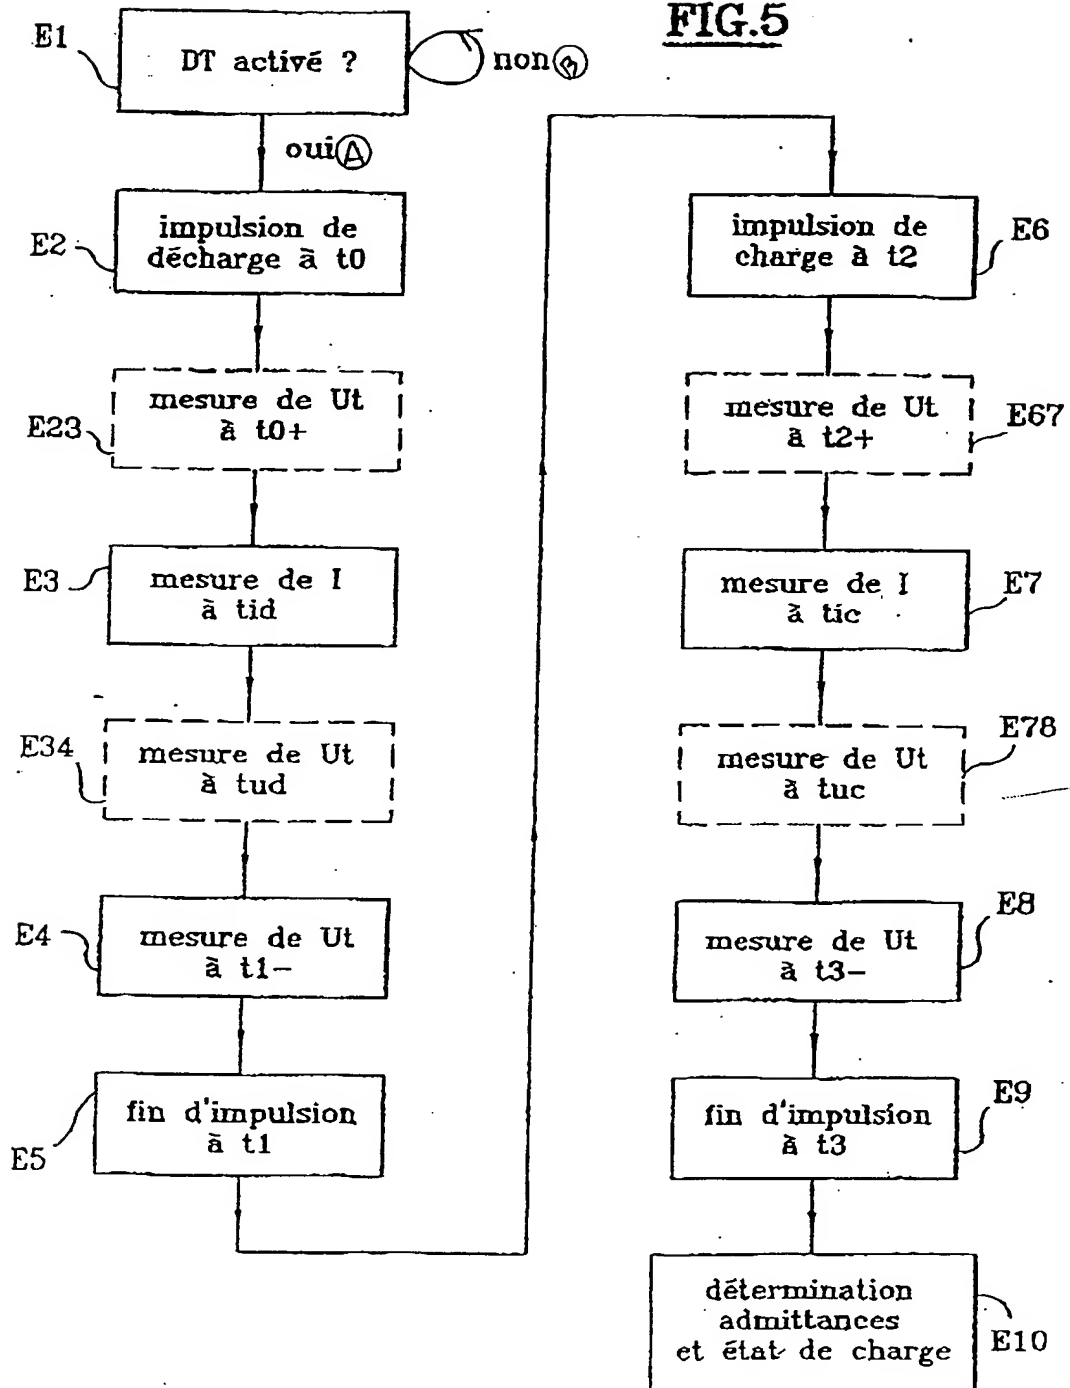 FIG.5
E1
DT activé ?
non B
oui A
E2
impulsion de
décharge à t0
E23
mesure de Ut
à t0+
E3
mesure de I
à tid
E34
mesure de Ut
à tud
E4
mesure de Ut
à t1-
E5
fin d'impulsion
à t1
impulsion de
charge à t2
E6
mesure de Ut
à t2+
E67
mesure de I
à tic
E7
mesure de Ut
à tuc
E78
mesure de Ut
à t3-
E8
fin d'impulsion
à t3
E9
détermination
admittances
et état de charge
E10